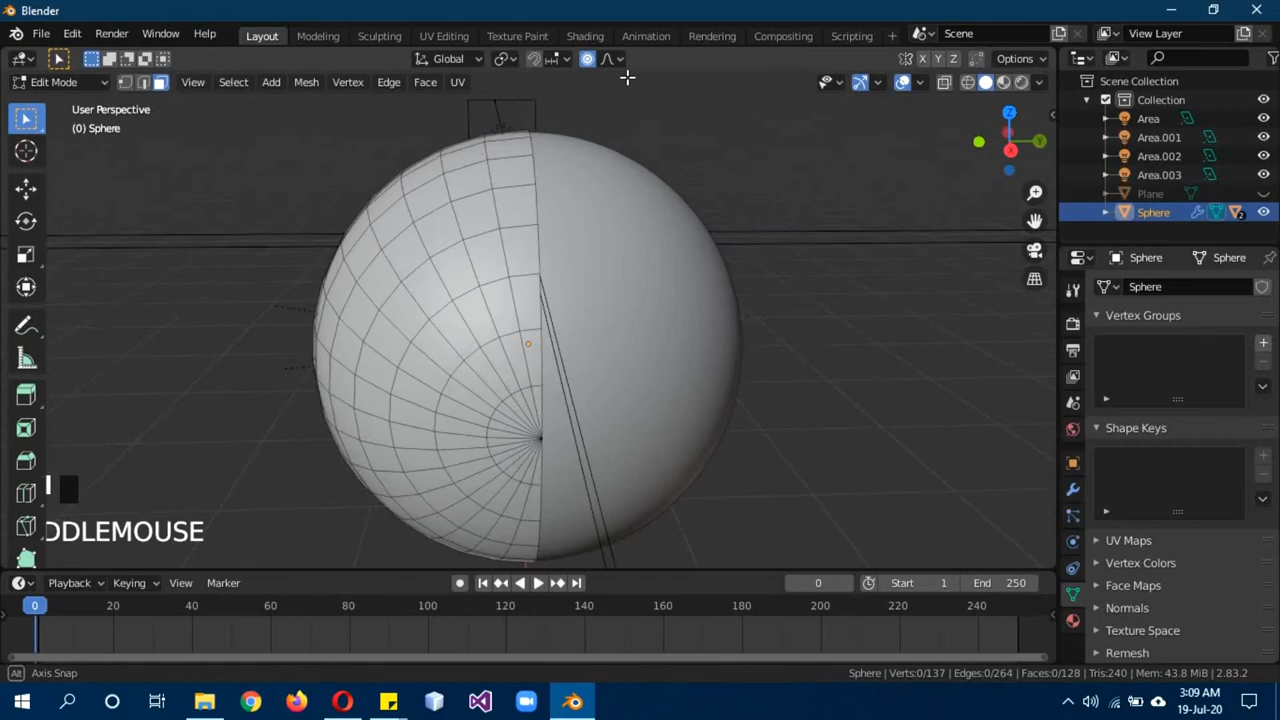 Blender
File Edit Render Window Help Layout Modeling Sculpting UV Editing Texture Paint Shading Animation Rendering Compositing Scripting + Scene View Layer
Global X Y Z Options
Edit Mode View Select Add Mesh Vertex Edge Face UV
User Perspective
(0) Sphere
Scene Collection
Collection
Area
Area.001
Area.002
Area.003
Plane
Sphere 2
Sphere Sphere
Sphere
Vertex Groups
Shape Keys
UV Maps
Vertex Colors
Face Maps
Normals
Texture Space
Remesh
Z
Y
X
DDLEMOUSE
Playback Keying View Marker 0 Start 1 End 250
0 20 40 60 80 100 120 140 160 180 200 220 240
Alt Axis Snap Sphere | Verts:0/137 | Edges:0/264 | Faces:0/128 | Tris:240 | Mem: 43.8 MiB | 2.83.2
3:09 AM
19-Jul-20